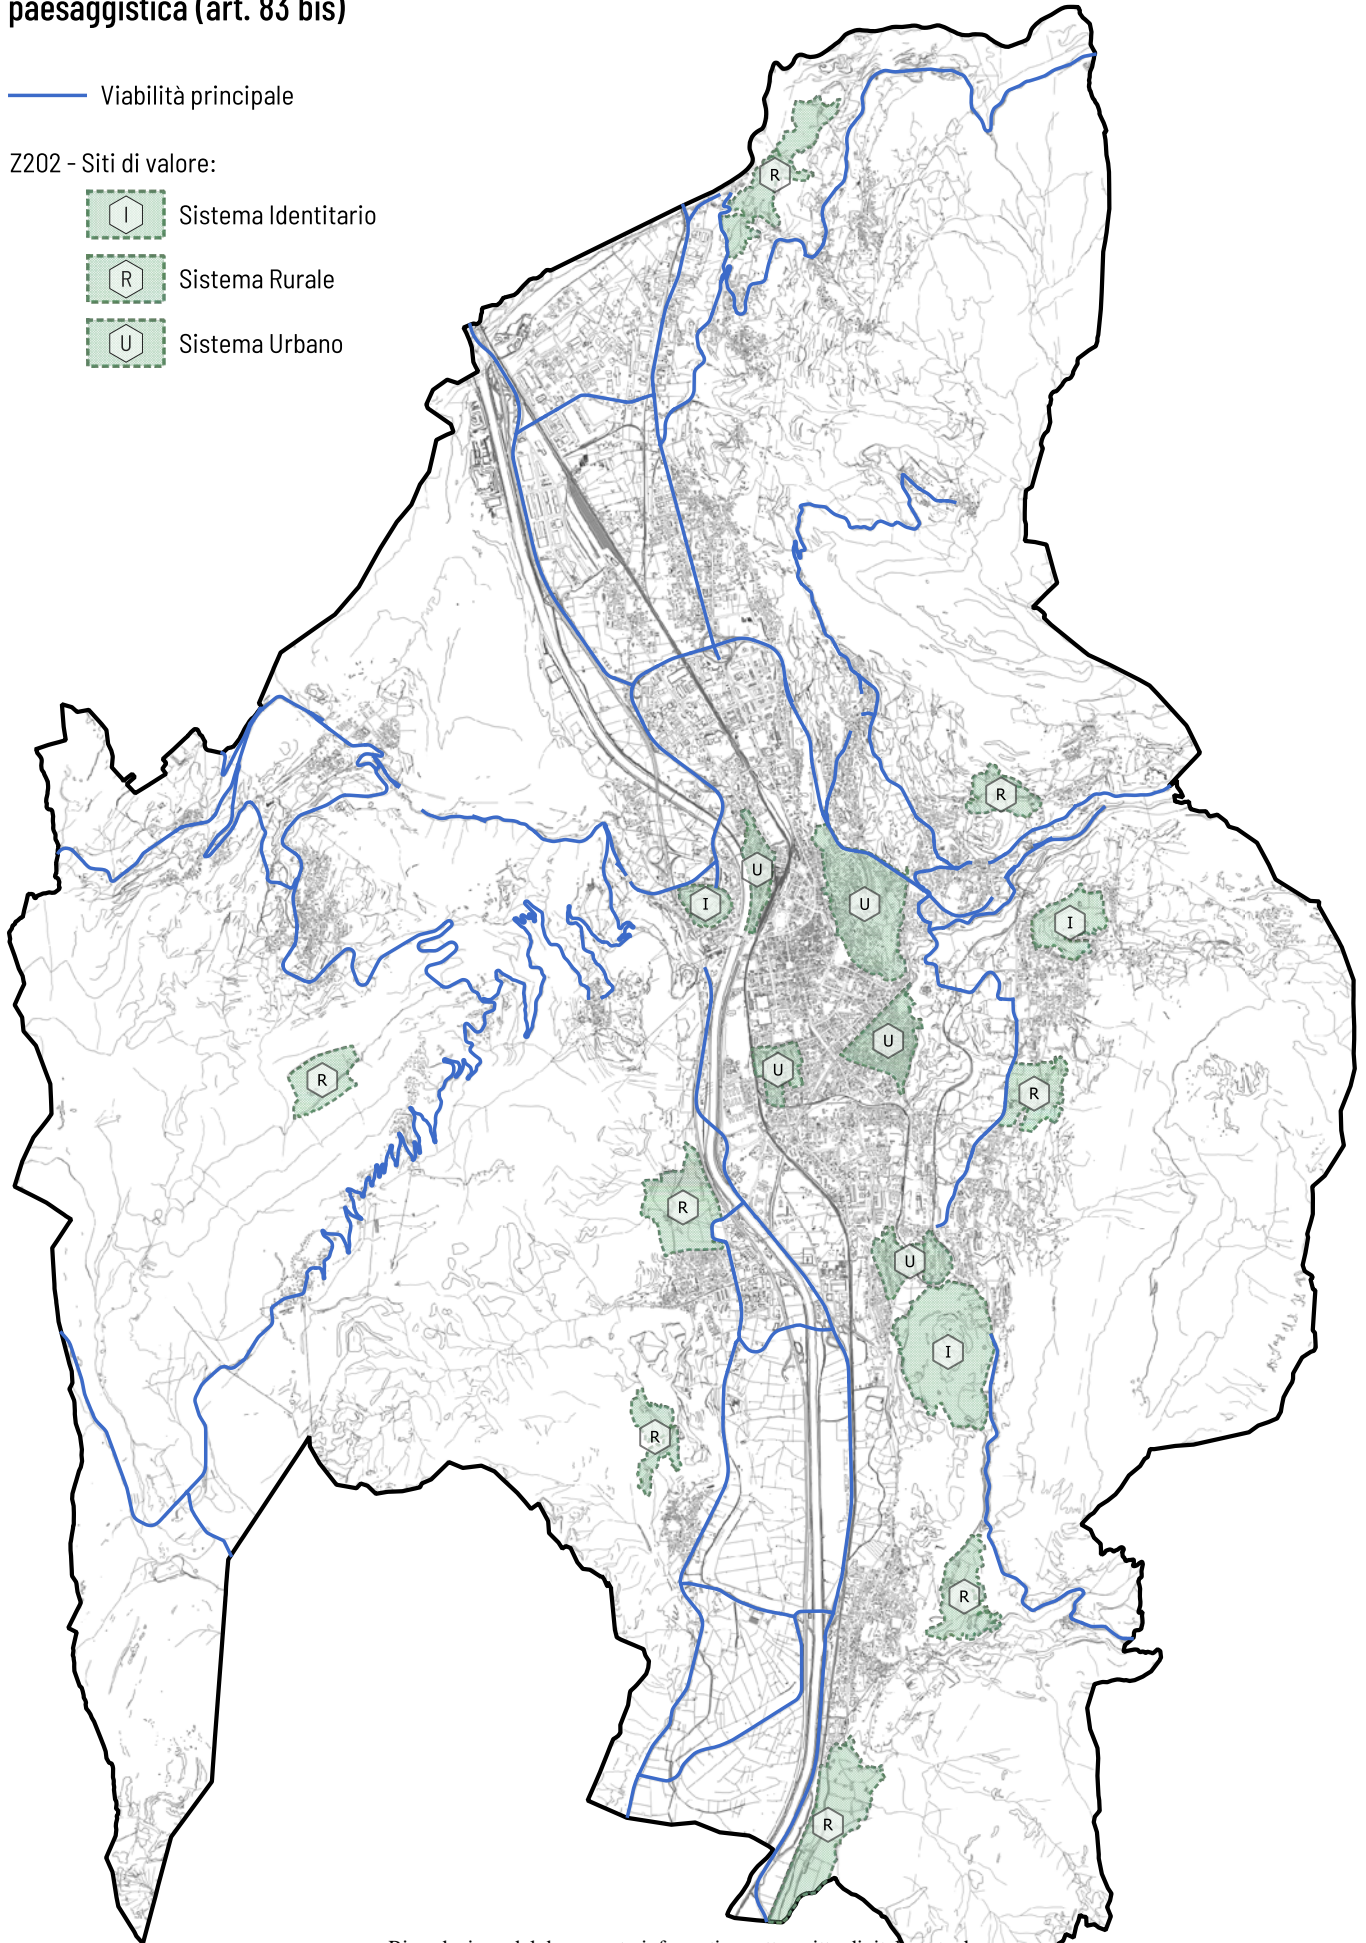 paesaggistica (art. 83 bis)
Viabilità principale
Z202 - Siti di valore:
I Sistema Identitario
R Sistema Rurale
U Sistema Urbano
R
R
U
I
U
I
U
R
U
R
R
U
I
R
R
R